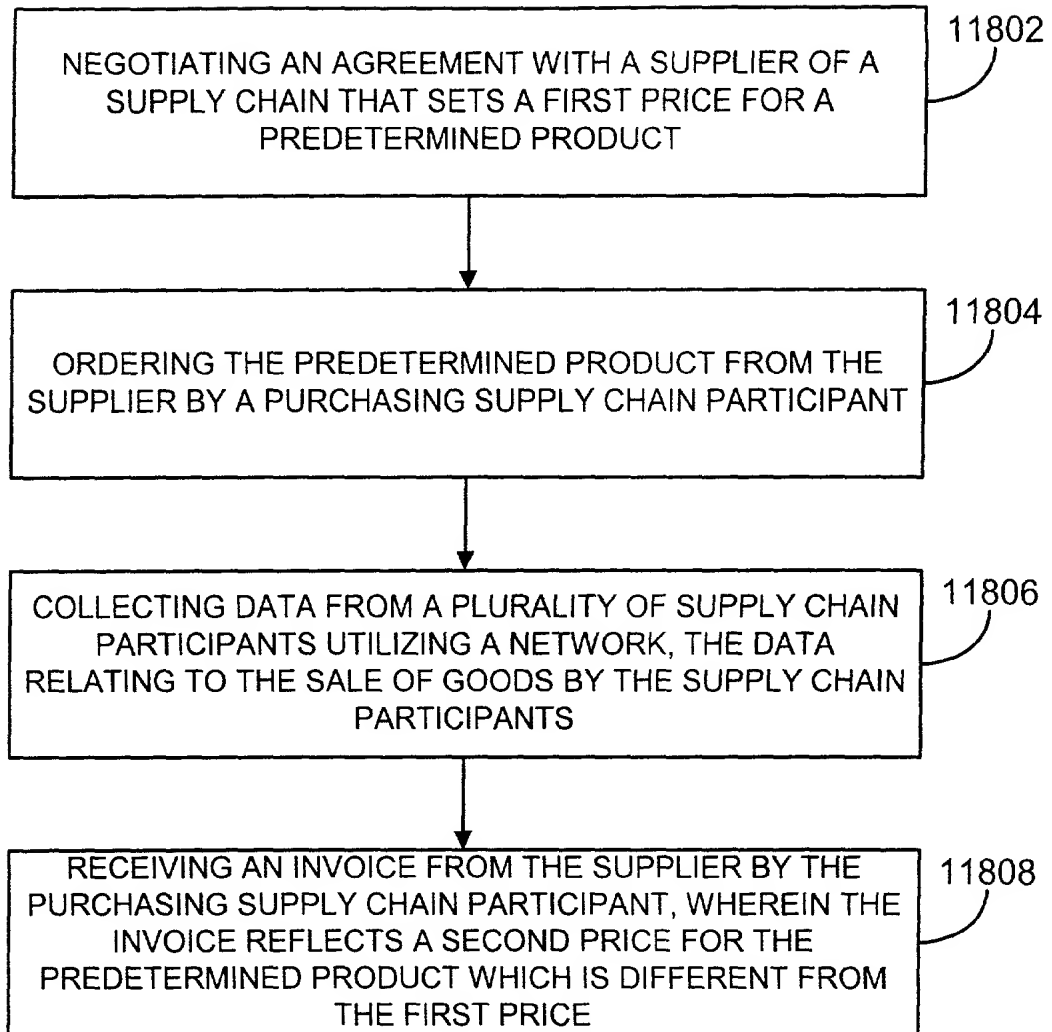 11802
NEGOTIATING AN AGREEMENT WITH A SUPPLIER OF A
SUPPLY CHAIN THAT SETS A FIRST PRICE FOR A
PREDETERMINED PRODUCT
11804
ORDERING THE PREDETERMINED PRODUCT FROM THE
SUPPLIER BY A PURCHASING SUPPLY CHAIN PARTICIPANT
11806
COLLECTING DATA FROM A PLURALITY OF SUPPLY CHAIN
PARTICIPANTS UTILIZING A NETWORK, THE DATA
RELATING TO THE SALE OF GOODS BY THE SUPPLY CHAIN
PARTICIPANTS
11808
RECEIVING AN INVOICE FROM THE SUPPLIER BY THE
PURCHASING SUPPLY CHAIN PARTICIPANT, WHEREIN THE
INVOICE REFLECTS A SECOND PRICE FOR THE
PREDETERMINED PRODUCT WHICH IS DIFFERENT FROM
THE FIRST PRICE